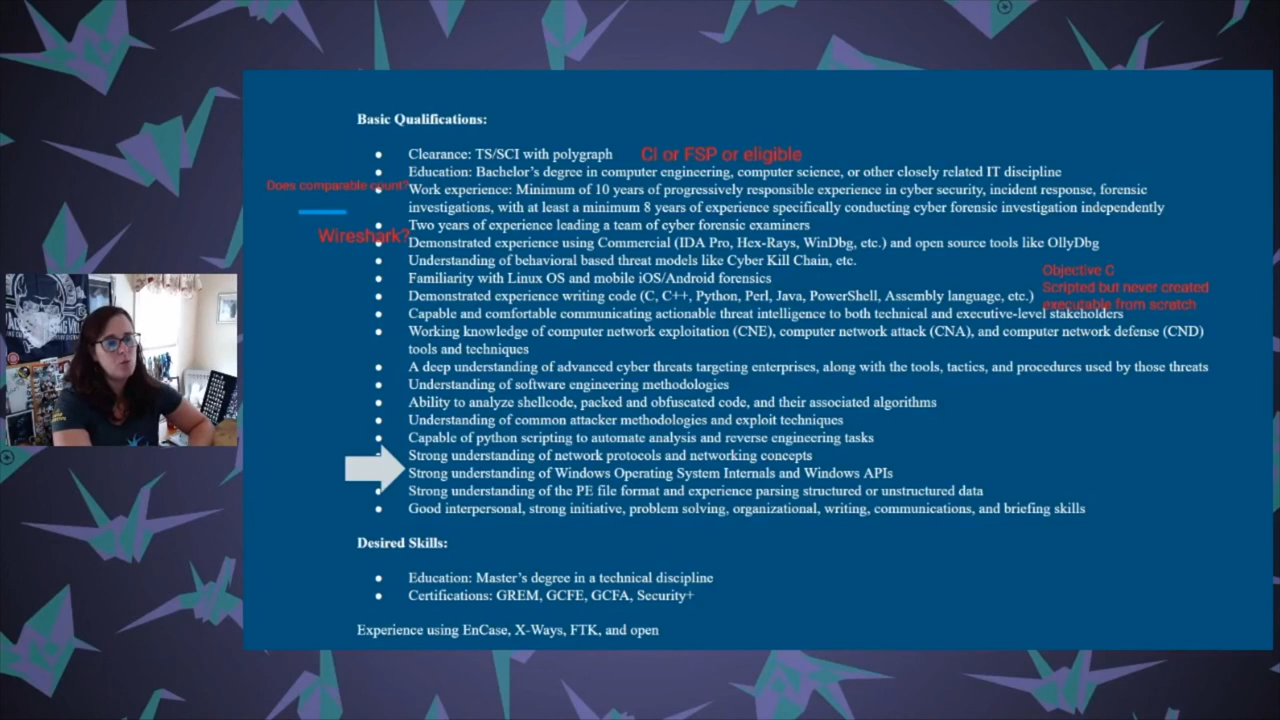 Basic Qualifications:
Clearance: TS/SCI with polygraph
CI or FSP or eligible
Education: Bachelor's degree in computer engineering, computer science, or other closely related IT discipline
Does comparable count?
Work experience: Minimum of 10 years of progressively responsible experience in cyber security, incident response, forensic
investigations, with at least a minimum 8 years of experience specifically conducting cyber forensic investigation independently
Two years of experience leading a team of cyber forensic examiners
Wireshark?
Demonstrated experience using Commercial (IDA Pro, Hex-Rays, WinDbg, etc.) and open source tools like OllyDbg
Understanding of behavioral based threat models like Cyber Kill Chain, etc.
Familiarity with Linux OS and mobile iOS/Android forensics
Objective C
Scripted but never created
executable from scratch
Demonstrated experience writing code (C, C++, Python, Perl, Java, PowerShell, Assembly language, etc.)
Capable and comfortable communicating actionable threat intelligence to both technical and executive-level stakeholders
Working knowledge of computer network exploitation (CNE), computer network attack (CNA), and computer network defense (CND)
tools and techniques
A deep understanding of advanced cyber threats targeting enterprises, along with the tools, tactics, and procedures used by those threats
Understanding of software engineering methodologies
Ability to analyze shellcode, packed and obfuscated code, and their associated algorithms
Understanding of common attacker methodologies and exploit techniques
Capable of python scripting to automate analysis and reverse engineering tasks
Strong understanding of network protocols and networking concepts
Strong understanding of Windows Operating System Internals and Windows APIs
Strong understanding of the PE file format and experience parsing structured or unstructured data
Good interpersonal, strong initiative, problem solving, organizational, writing, communications, and briefing skills
Desired Skills:
Education: Master's degree in a technical discipline
Certifications: GREM, GCFE, GCFA, Security+
Experience using EnCase, X-Ways, FTK, and open